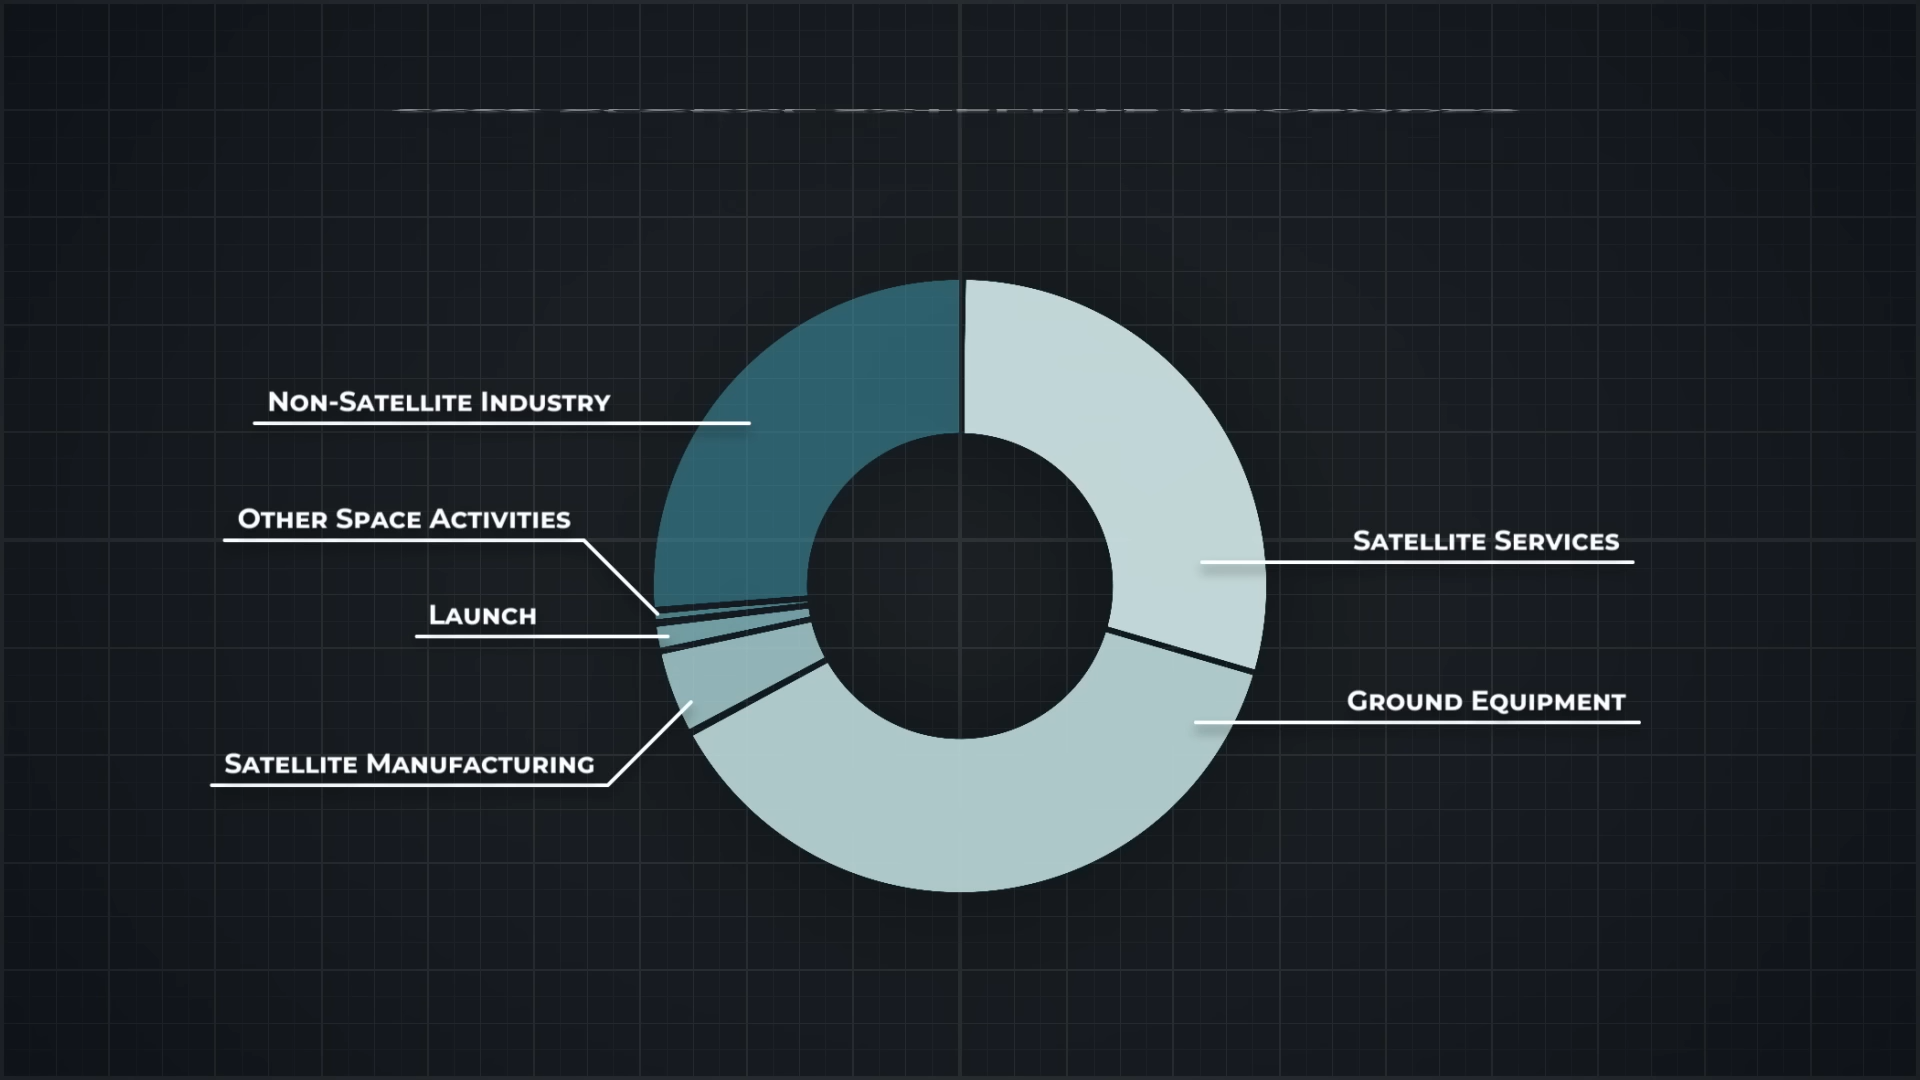 Non-Satellite Industry
Other Space Activities
Launch
Satellite Manufacturing
Satellite Services
Ground Equipment